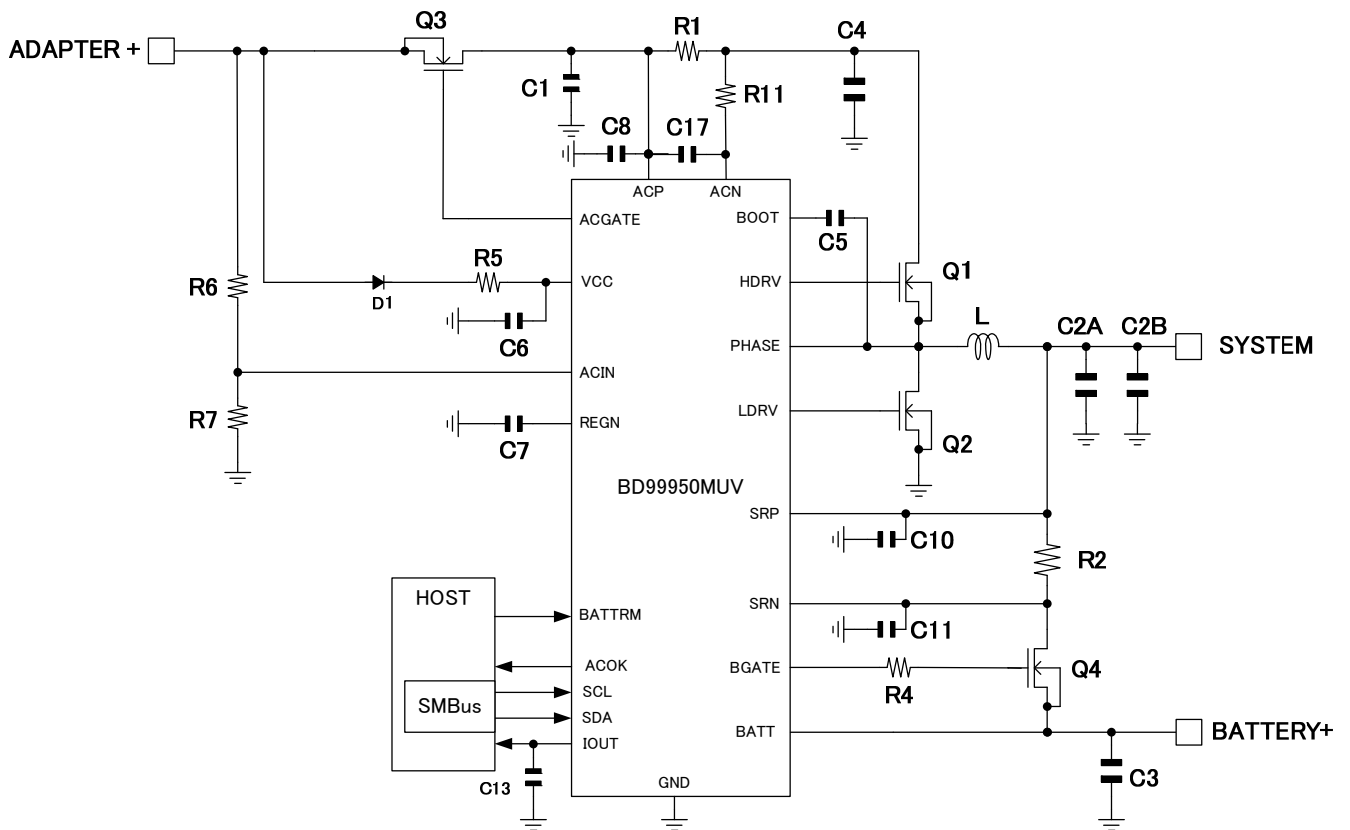 Q3
R1
C4
ADAPTER +
C1
R11
C8
C17
ACP
ACN
ACGATE
BOOT
C5
R5
VCC
HDRV
Q1
R6
D1
C6
L
C2A
C2B
PHASE
SYSTEM
ACIN
R7
REGN
LDRV
C7
Q2
BD99950MUV
SRP
C10
R2
HOST
SRN
BATTRM
C11
ACOK
BGATE
Q4
SMBus
SCL
R4
SDA
IOUT
BATT
BATTERY+
C13
GND
C3